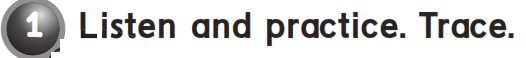 1 Listen and practice. Trace.